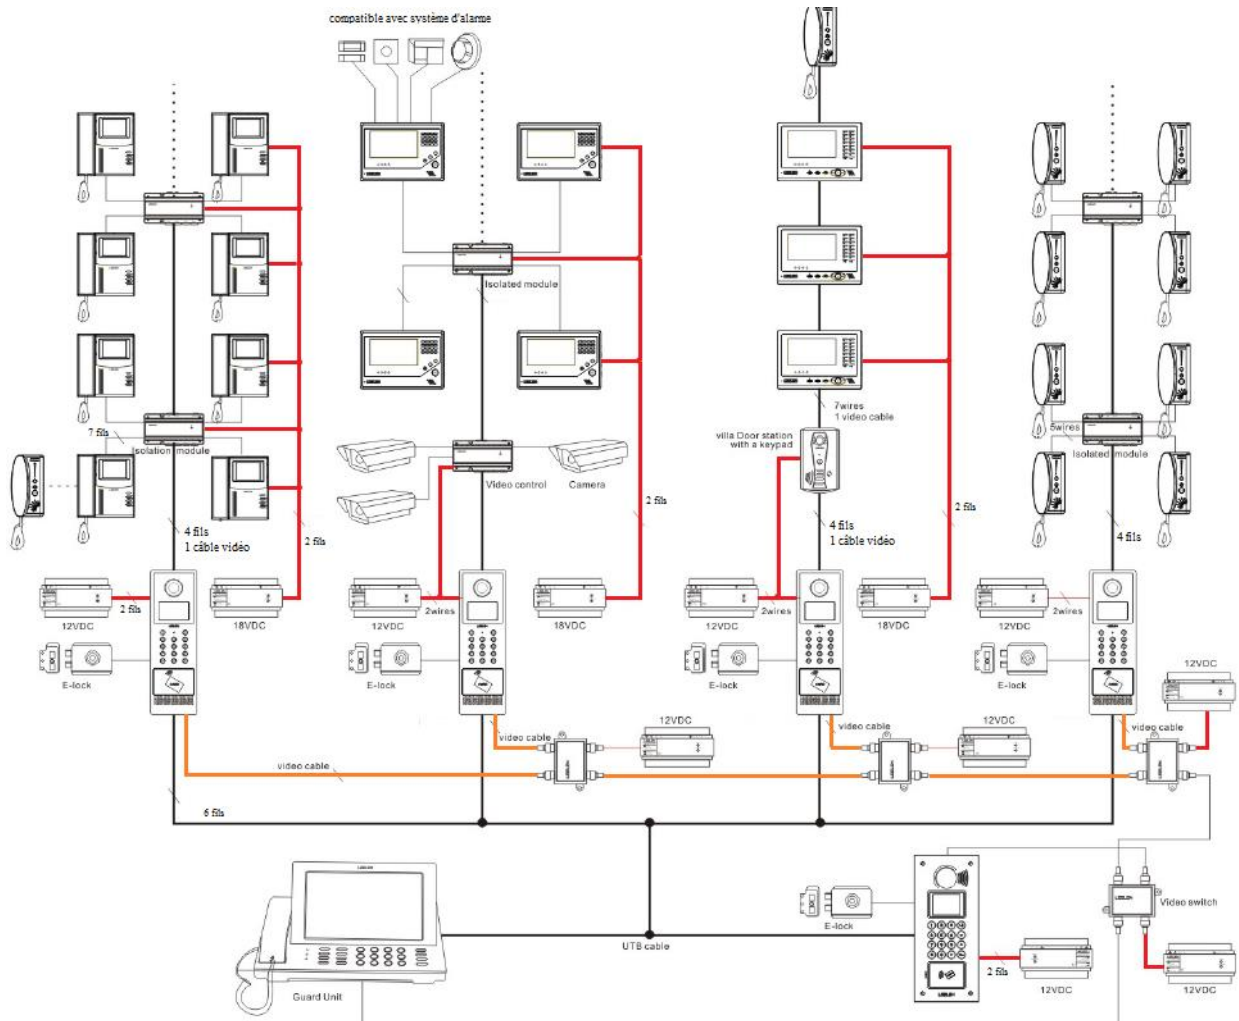 compatible avec système d'alarme
Isolated module
7wires
1 video cable
villa Door station
with a keypad
7 fils
Isolation module
5wires
Isolated module
Video control
Camera
2 fils
2 fils
2 fils
4 fils
1 câble vidéo
4 fils
1 câble vidéo
4 fils
2 fils
2wires
2wires
2wires
12VDC
18VDC
12VDC
18VDC
12VDC
18VDC
12VDC
12VDC
E-lock
E-lock
E-lock
E-lock
video cable
12VDC
video cable
12VDC
video cable
video cable
6 fils
LEELEN
Video switch
E-lock
UTB cable
2 fils
12VDC
12VDC
Guard Unit
LEELEN